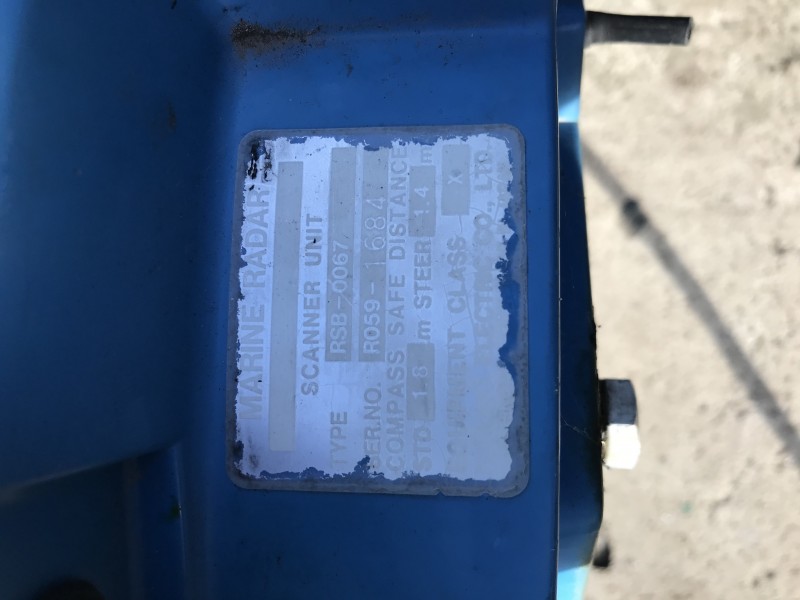 MARINE RADAR
SCANNER UNIT
TYPE RSB-0067
SER.NO. R059-1684
COMPASS SAFE DISTANCE
STD 1.8 m STEER 1.4 m
CLASS X
CO., LTD.